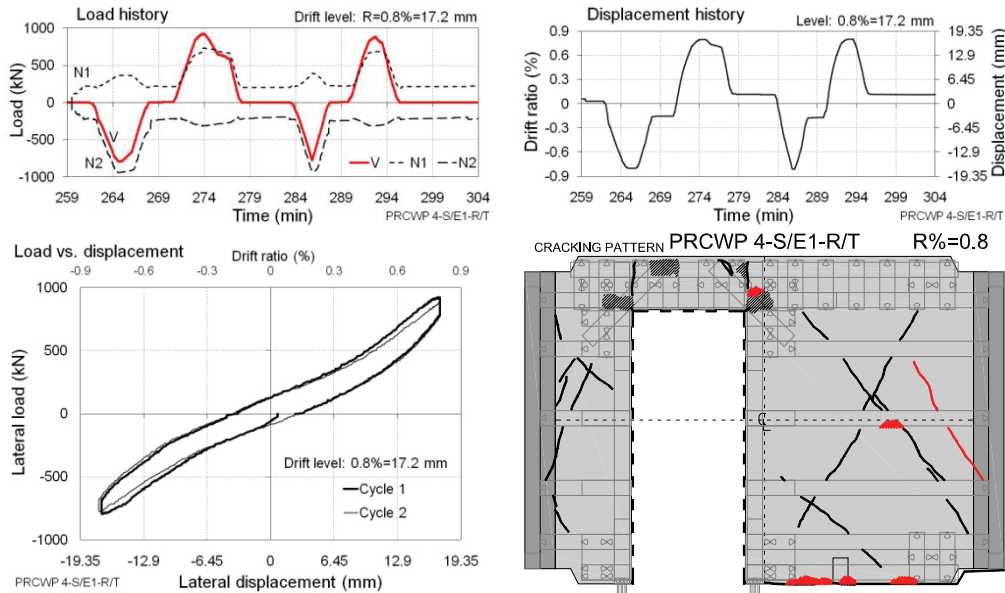 Load history
Drift level: R=0.8%=17.2 mm
1000
500
0
-500
-1000
Load (kN)
N1
V
N2
V
N1
N2
259
264
269
274
279
284
289
294
299
304
Time (min)
PRCWP 4-S/E1-R/T
Displacement history
Level: 0.8%=17.2 mm
0.9
0.6
0.3
0
-0.3
-0.6
-0.9
Drift ratio (%)
19.35
12.9
6.45
0
-6.45
-12.9
-19.35
Displacement (mm)
259
264
269
274
279
284
289
294
299
304
Time (min)
PRCWP 4-S/E1-R/T
Load vs. displacement
Drift ratio (%)
-0.9
-0.6
-0.3
0.0
0.3
0.6
0.9
1000
500
0
-500
-1000
Lateral load (kN)
Drift level: 0.8%=17.2 mm
Cycle 1
Cycle 2
-19.35
-12.9
-6.45
0
6.45
12.9
19.35
PRCWP 4-S/E1-R/T
Lateral displacement (mm)
CRACKING PATTERN PRCWP 4-S/E1-R/T R%=0.8